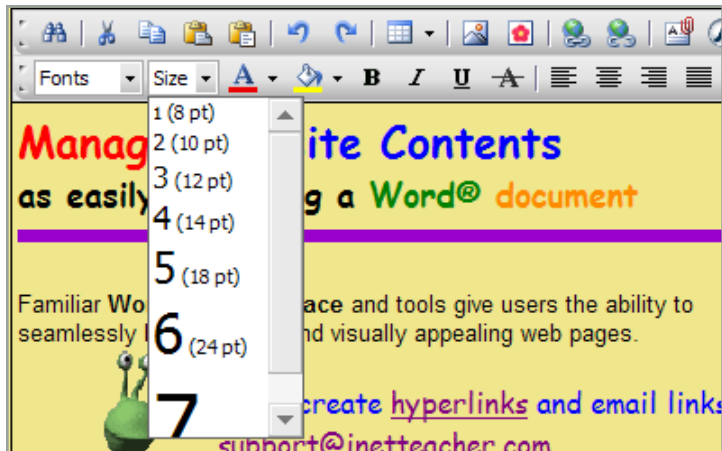 Fonts Size A B I U A
1 (8 pt)
2 (10 pt)
3 (12 pt)
4 (14 pt)
5 (18 pt)
6 (24 pt)
7
Manag ite Contents
as easily g a Word® document
Familiar Wo ace and tools give users the ability to
seamlessly nd visually appealing web pages.
create hyperlinks and email links
support@inetteacher.com